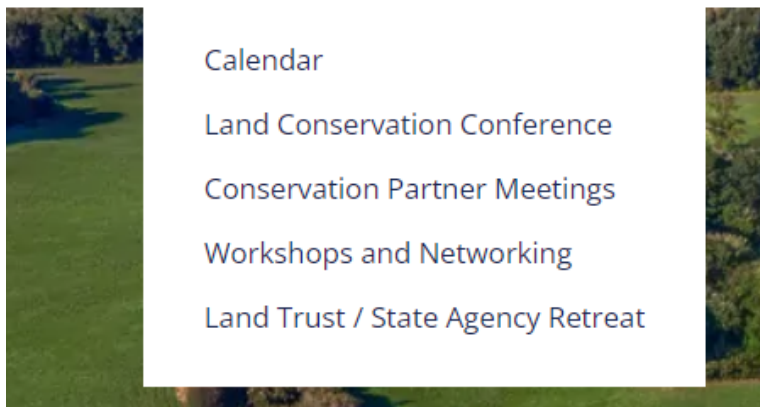 Calendar
Land Conservation Conference
Conservation Partner Meetings
Workshops and Networking
Land Trust / State Agency Retreat